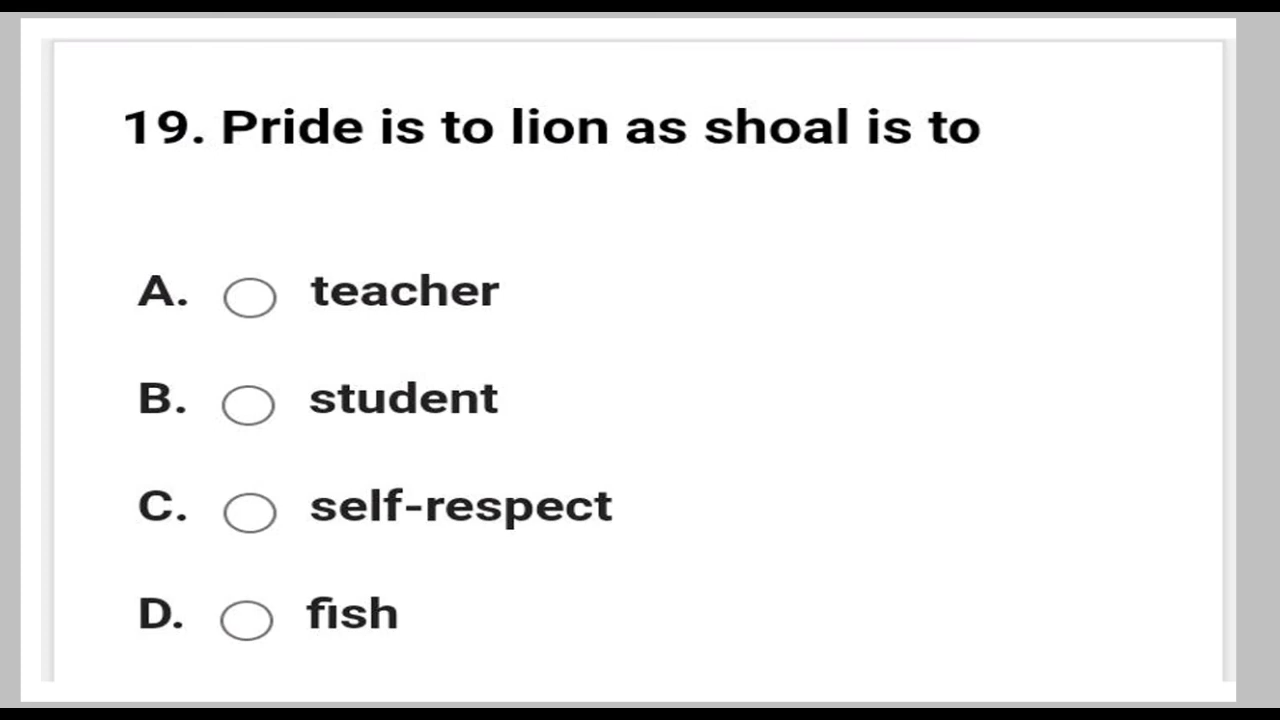 19. Pride is to lion as shoal is to
A. teacher
B. student
C. self-respect
D. fish